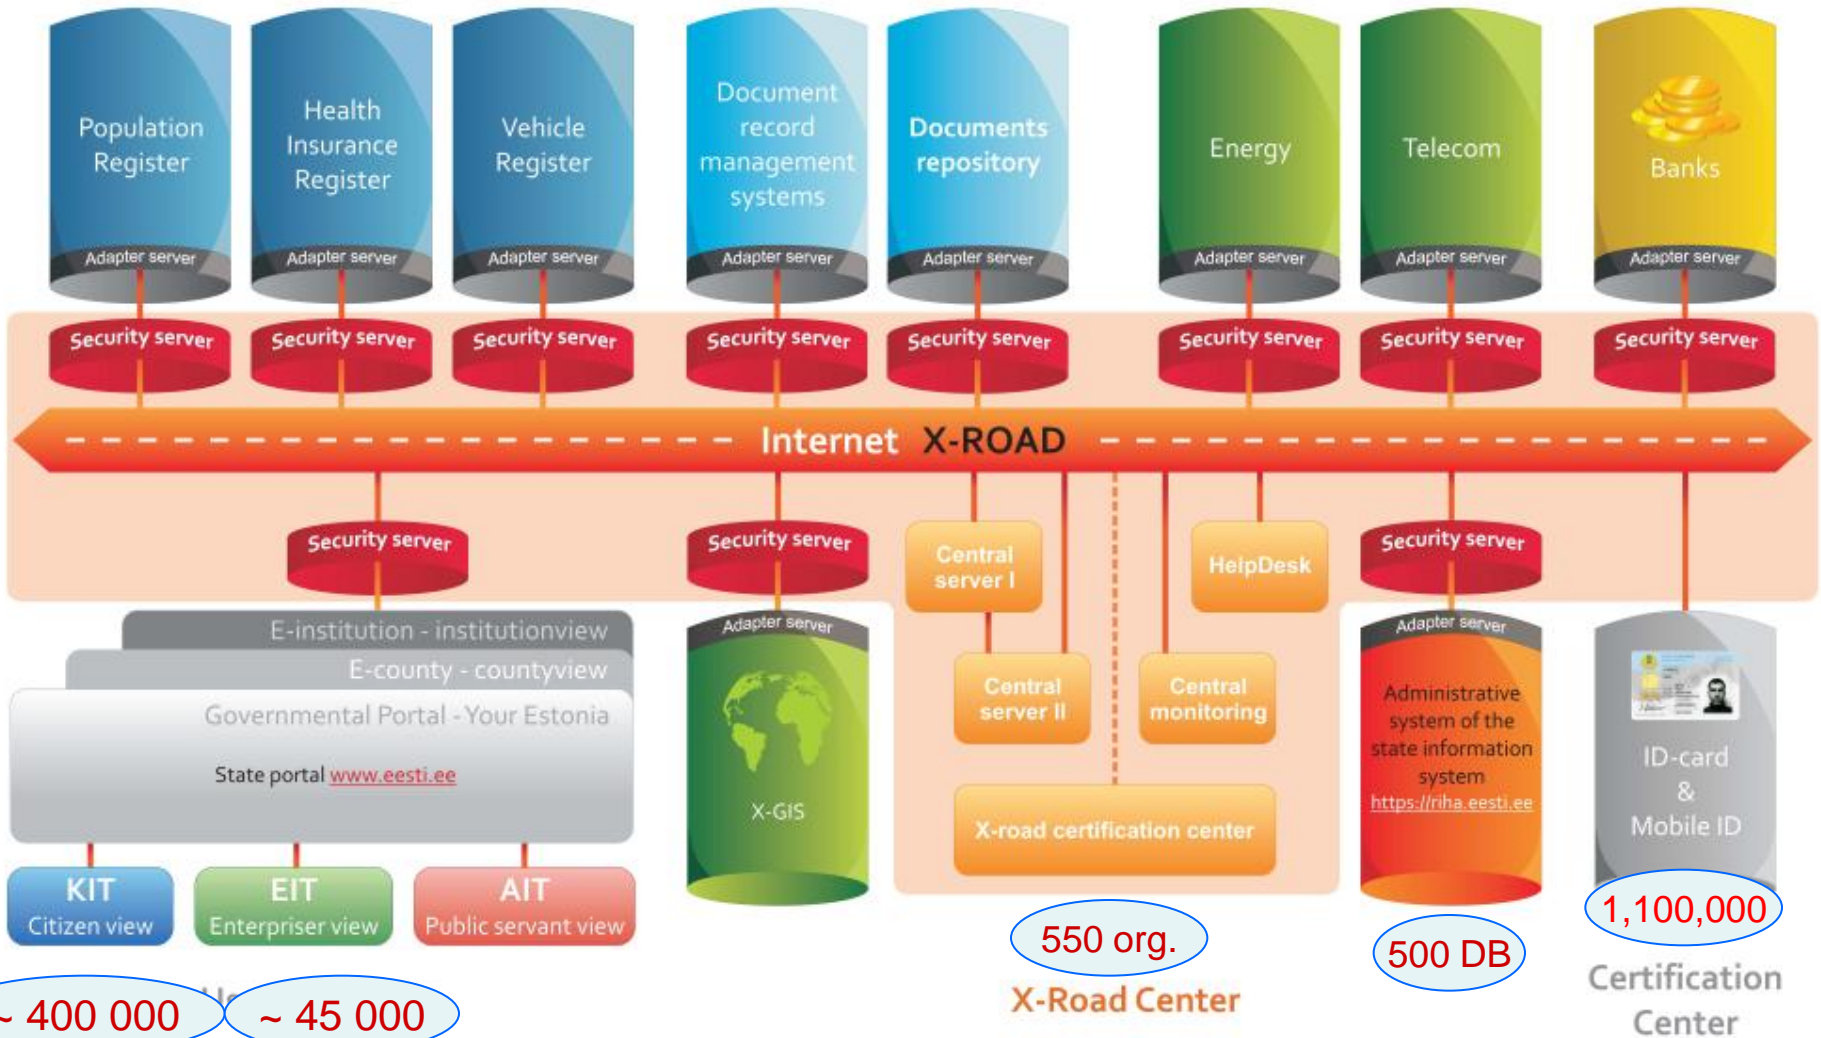 Population
Register
Health
Insurance
Register
Vehicle
Register
Document
record
management
systems
Documents
repository
Energy
Telecom
Banks
Adapter server
Adapter server
Adapter server
Adapter server
Adapter server
Adapter server
Adapter server
Adapter server
Security server
Security server
Security server
Security server
Security server
Security server
Security server
Security server
Internet X-ROAD
Security server
Security server
Central
server I
HelpDesk
Security server
E-institution - institutionview
E-county - countyview
Governmental Portal - Your Estonia
State portal www.eesti.ee
Adapter server
X-GIS
Central
server II
Central
monitoring
X-road certification center
Adapter server
Administrative
system of the
state information
system
https://riha.eesti.ee
ID-card
&
Mobile ID
KIT
Citizen view
EIT
Enterpriser view
AIT
Public servant view
550 org.
500 DB
1,100,000
X-Road Center
Certification
Center
~ 400 000
~ 45 000